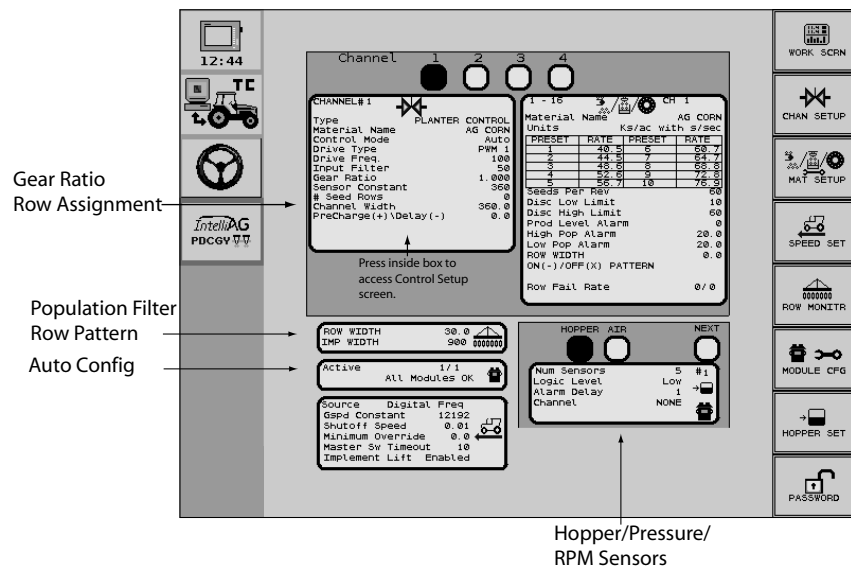 12:44
TC
IntelliAG
PDCGY
Gear Ratio
Row Assignment
Population Filter
Row Pattern
Auto Config
Channel 1 2 3 4
CHANNEL# 1
Type PLANTER CONTROL
Material Name AG CORN
Control Mode Auto
Drive Type PWM 1
Drive Freq. 100
Input Filter 50
Gear Ratio 1.000
Sensor Constant 360
# Seed Rows 0
Channel Width 360.0
PreCharge(+)\Delay(-) 0.0
Press inside box to
access Control Setup
screen.
1 - 16 CH 1
Material Name AG CORN
Units Ks/ac with s/sec
PRESET RATE PRESET RATE
1 40.5 6 60.7
2 44.5 7 64.7
3 48.6 8 68.8
4 52.6 9 72.8
5 56.7 10 76.9
Seeds Per Rev 60
Disc Low Limit 10
Disc High Limit 60
Prod Level Alarm 0
High Pop Alarm 20.0
Low Pop Alarm 20.0
ROW WIDTH 0.0
ON(-)/OFF(X) PATTERN
Row Fail Rate 0/ 0
ROW WIDTH 30.0
IMP WIDTH 900
Active 1/ 1
All Modules OK
Source Digital Freq
Gspd Constant 12192
Shutoff Speed 0.01
Minimum Override 0.0
Master Sw Timeout 10
Implement Lift Enabled
HOPPER AIR NEXT
Num Sensors 5 #1
Logic Level Low
Alarm Delay 1
Channel NONE
Hopper/Pressure/
RPM Sensors
WORK SCRN
CHAN SETUP
MAT SETUP
SPEED SET
ROW MONITR
MODULE CFG
HOPPER SET
PASSWORD